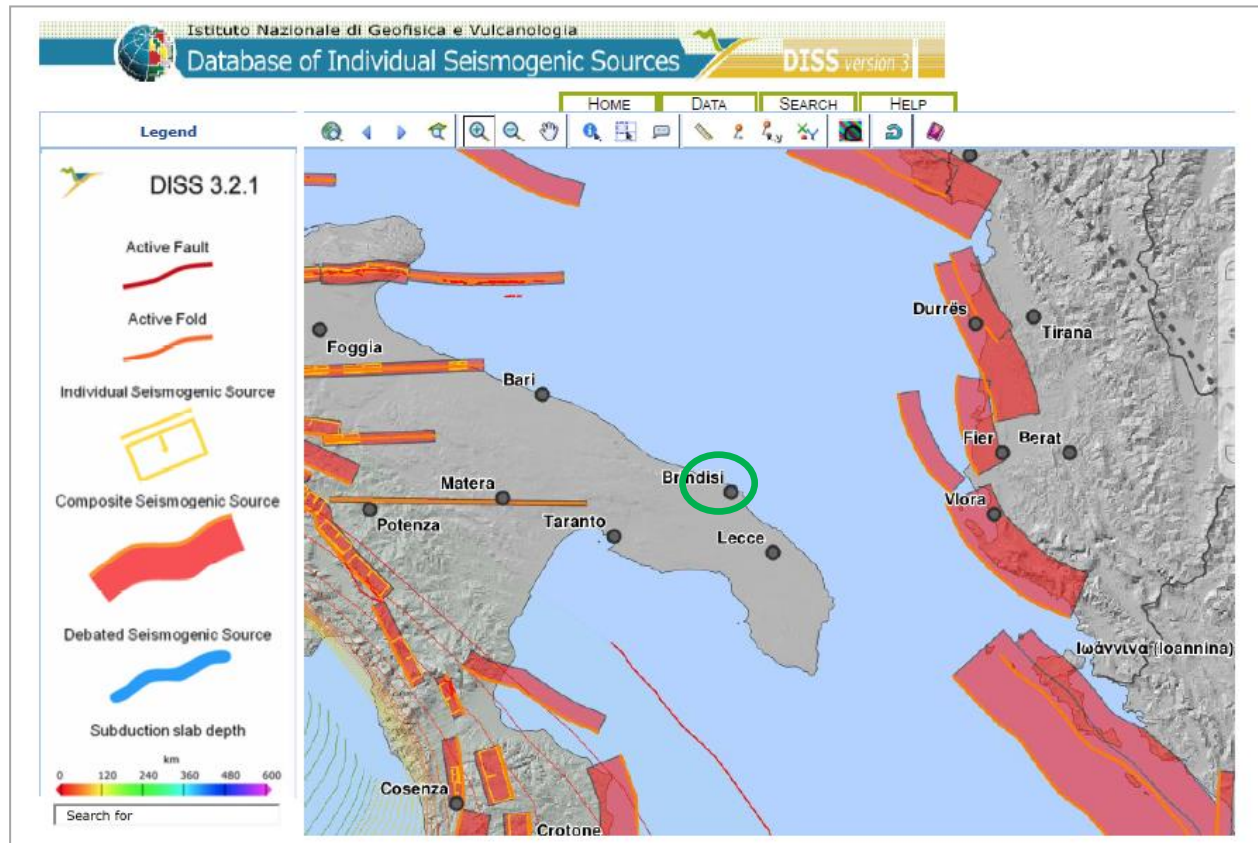 Istituto Nazionale di Geofisica e Vulcanologia
Database of Individual Seismogenic Sources
DISS version 3
HOME DATA SEARCH HELP
Legend
DISS 3.2.1
Active Fault
Active Fold
Individual Seismogenic Source
Composite Seismogenic Source
Debated Seismogenic Source
Subduction slab depth
km
0 120 240 360 480 600
Search for
Foggia
Bari
Matera
Potenza
Taranto
Brindisi
Lecce
Cosenza
Crotone
Durrës
Tirana
Fier
Berat
Vlora
Ιωάννινα (Ioannina)